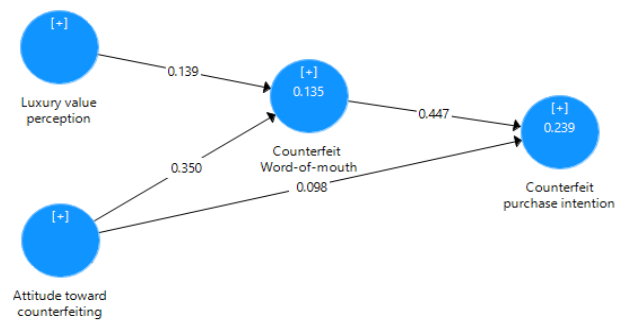 [+]
0.139
Luxury value
perception
[+]
0.135
Counterfeit
Word-of-mouth
0.447
[+]
0.239
Counterfeit
purchase intention
0.350
0.098
[+]
Attitude toward
counterfeiting